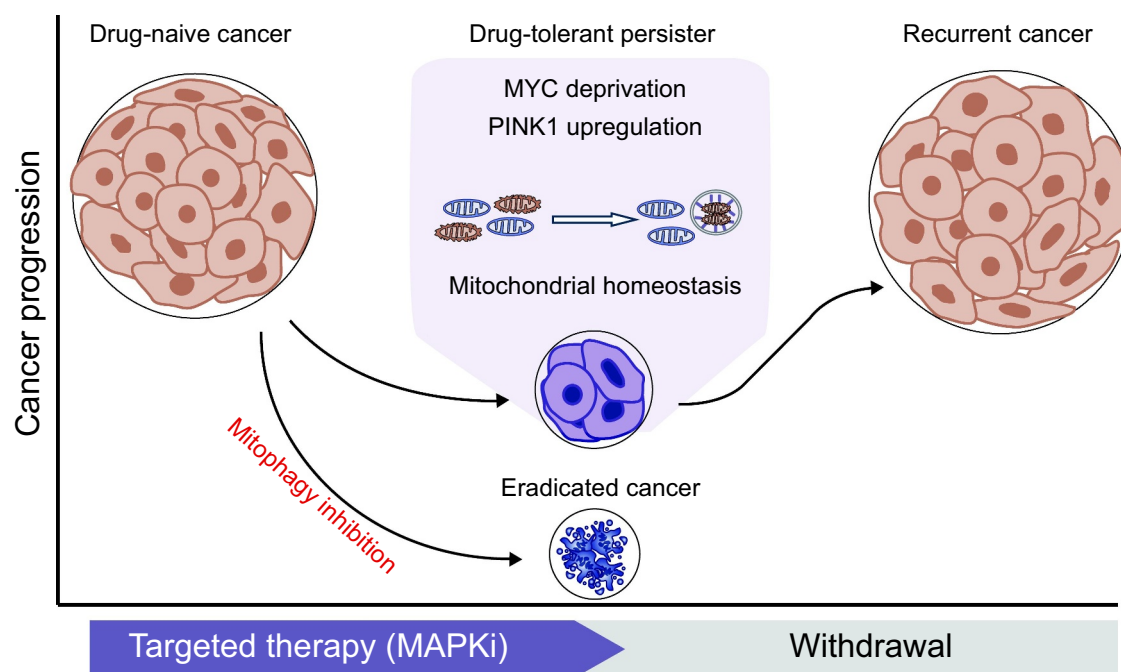 Drug-naive cancer
Drug-tolerant persister
Recurrent cancer
MYC deprivation
PINK1 upregulation
Mitochondrial homeostasis
Cancer progression
Mitophagy inhibition
Eradicated cancer
Targeted therapy (MAPKi)
Withdrawal